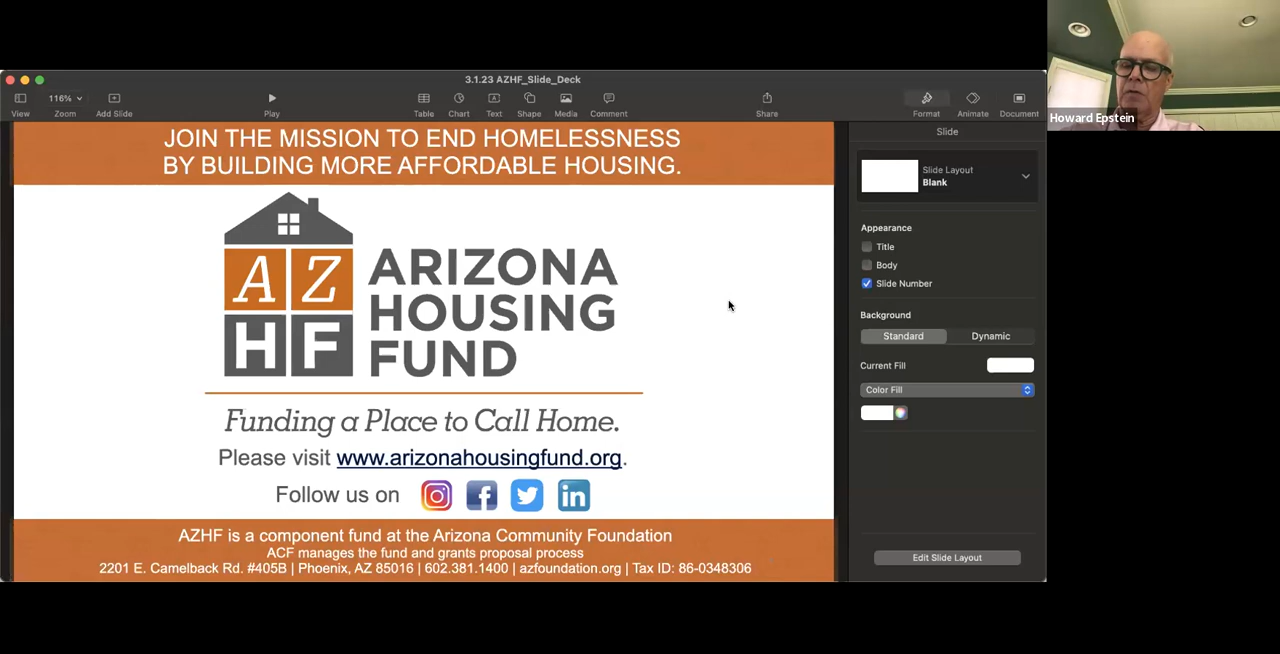 3.1.23 AZHF_Slide_Deck
116%
View
Zoom
Add Slide
Play
Table
Chart
Text
Shape
Media
Comment
Share
Format
Animate
Document
JOIN THE MISSION TO END HOMELESSNESS
BY BUILDING MORE AFFORDABLE HOUSING.
AZ
HF
ARIZONA
HOUSING
FUND
Funding a Place to Call Home.
Please visit www.arizonahousingfund.org.
Follow us on
AZHF is a component fund at the Arizona Community Foundation
ACF manages the fund and grants proposal process
2201 E. Camelback Rd. #405B | Phoenix, AZ 85016 | 602.381.1400 | azfoundation.org | Tax ID: 86-0348306
Slide
Slide Layout
Blank
Appearance
Title
Body
Slide Number
Background
Standard
Dynamic
Current Fill
Color Fill
Edit Slide Layout
Howard Epstein